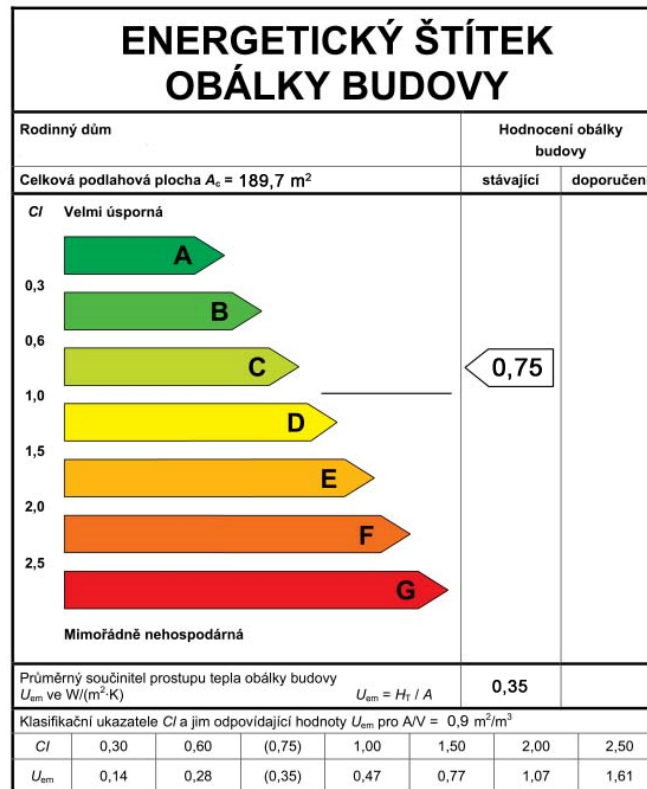 ENERGETICKÝ ŠTÍTEK
OBÁLKY BUDOVY
Rodinný dům
Hodnocení obálky
budovy
Celková podlahová plocha Ac = 189,7 m²
stávající
doporučení
CI Velmi úsporná
A
0,3
B
0,6
C
0,75
1,0
D
1,5
E
2,0
F
2,5
G
Mimořádně nehospodárná
Průměrný součinitel prostupu tepla obálky budovy
Uem ve W/(m²·K) Uem = HT / A
0,35
Klasifikační ukazatele CI a jim odpovídající hodnoty Uem pro A/V = 0,9 m²/m³
CI 0,30 0,60 (0,75) 1,00 1,50 2,00 2,50
Uem 0,14 0,28 (0,35) 0,47 0,77 1,07 1,61